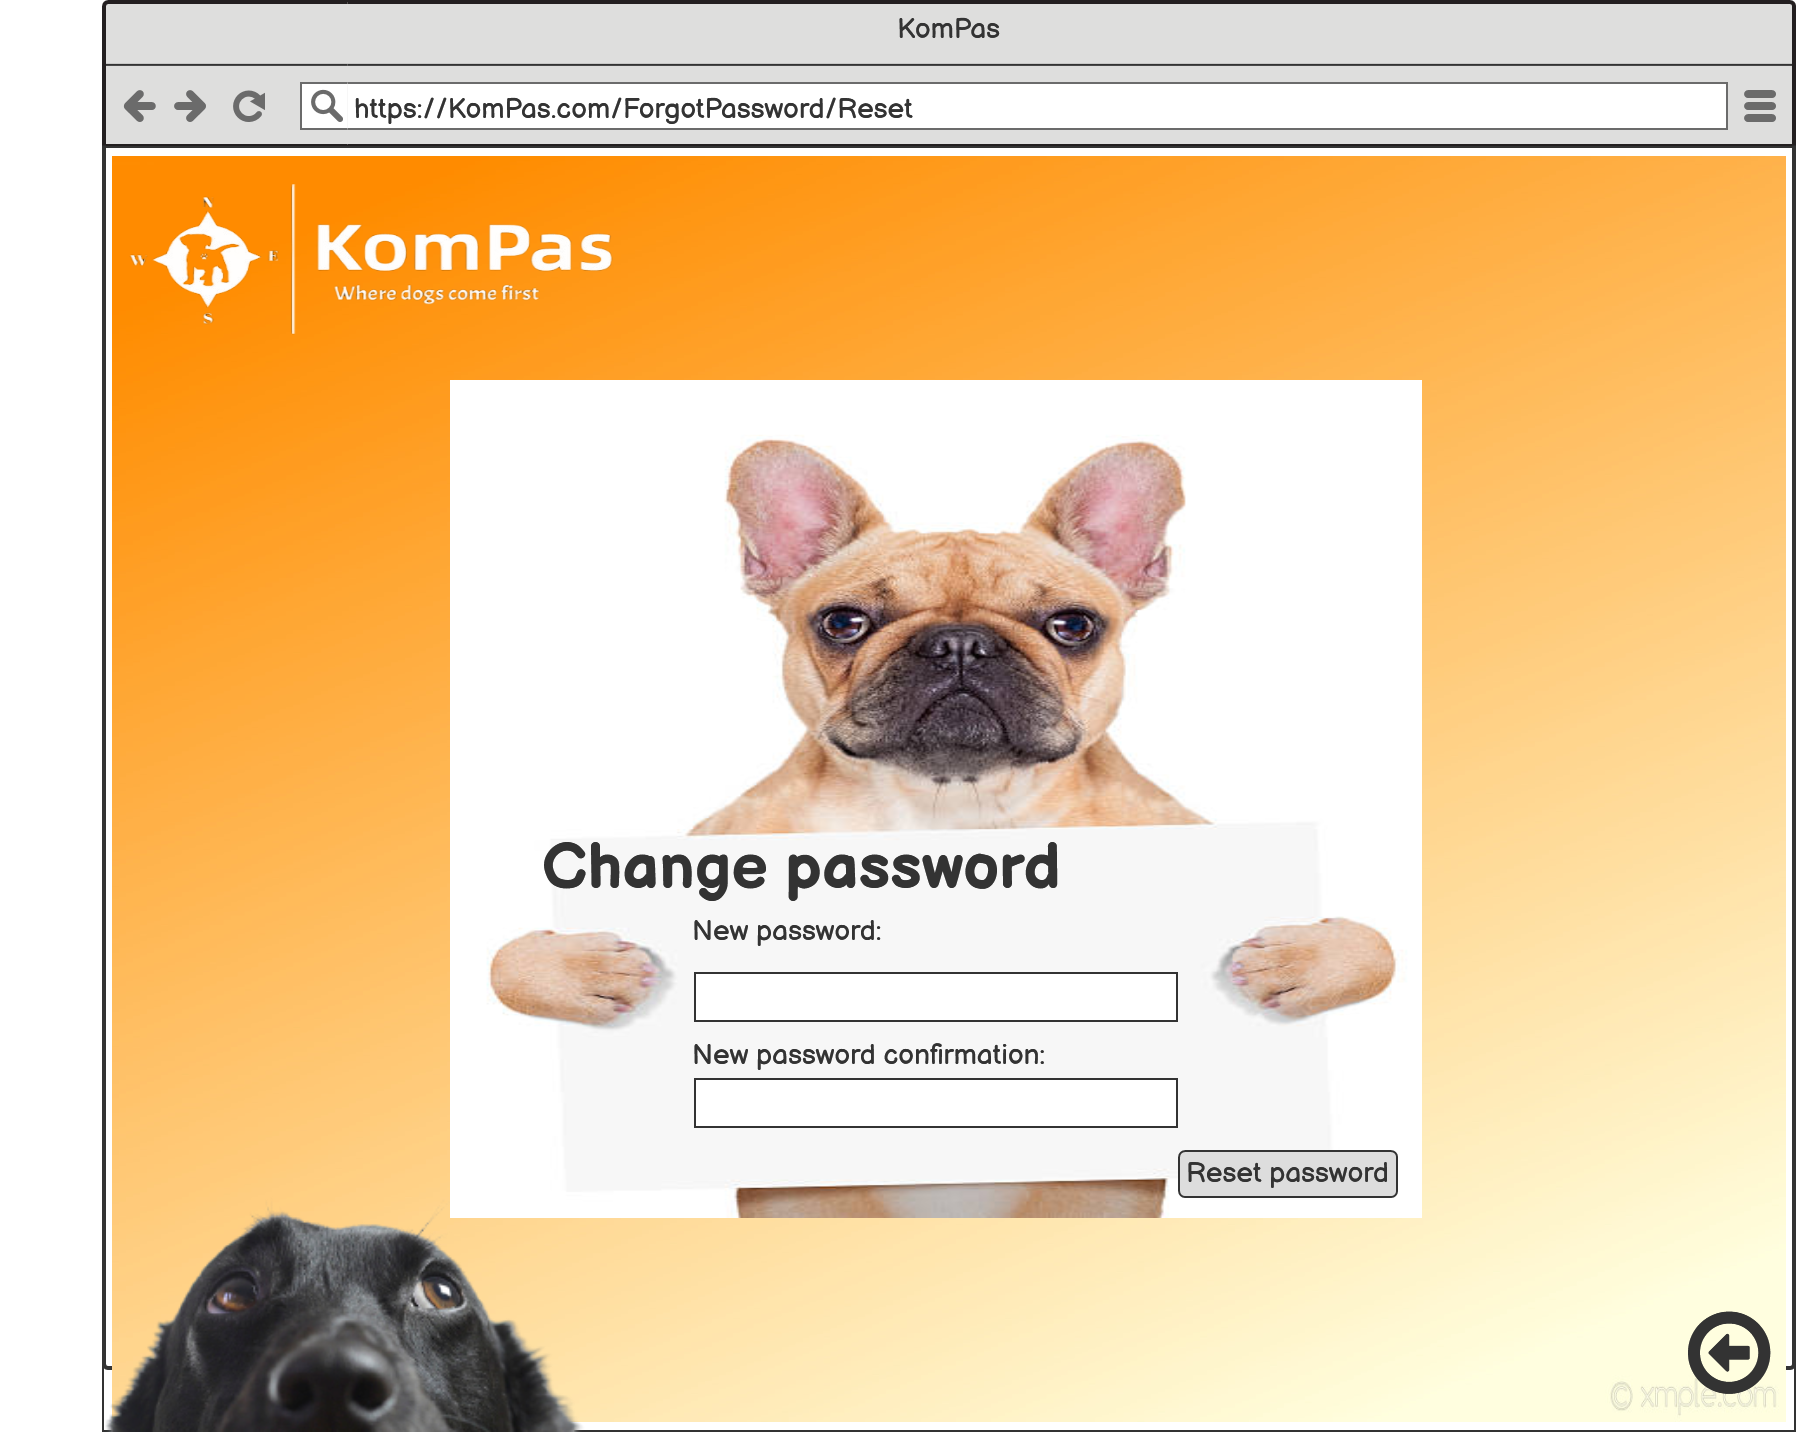 KomPas
https://KomPas.com/ForgotPassword/Reset
N
W E
S
KomPas
Where dogs come first
Change password
New password:
New password confirmation:
Reset password
© xmple.com